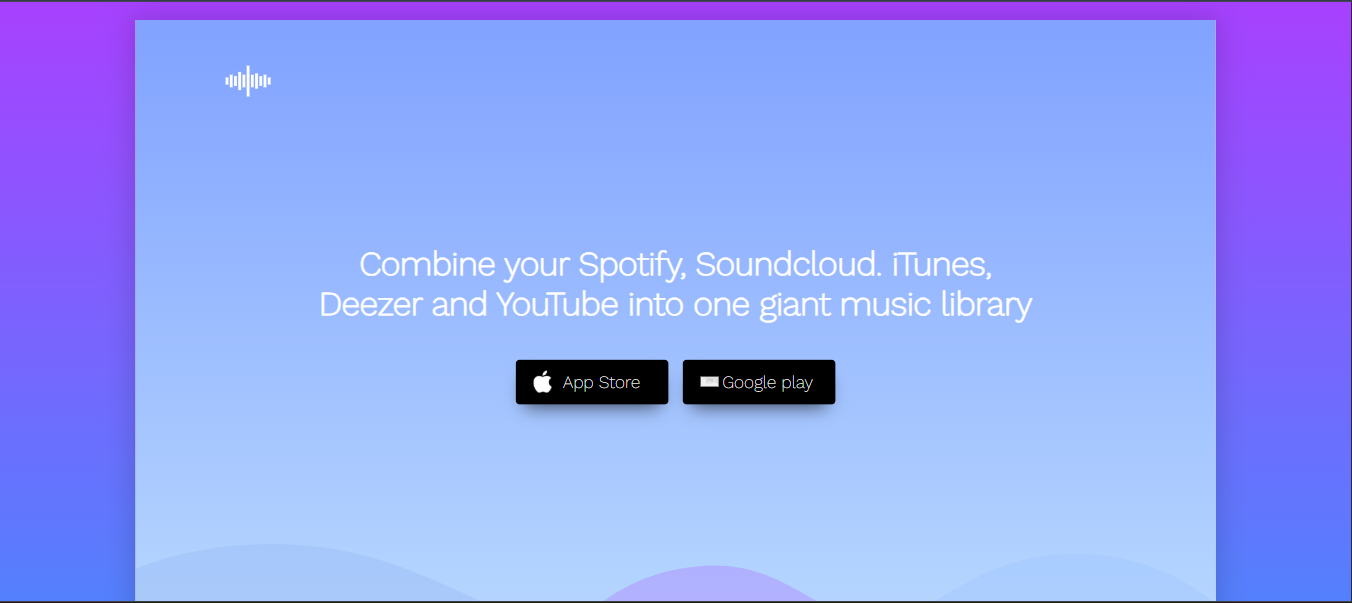 Combine your Spotify, Soundcloud. iTunes,
Deezer and YouTube into one giant music library
App Store
Google play